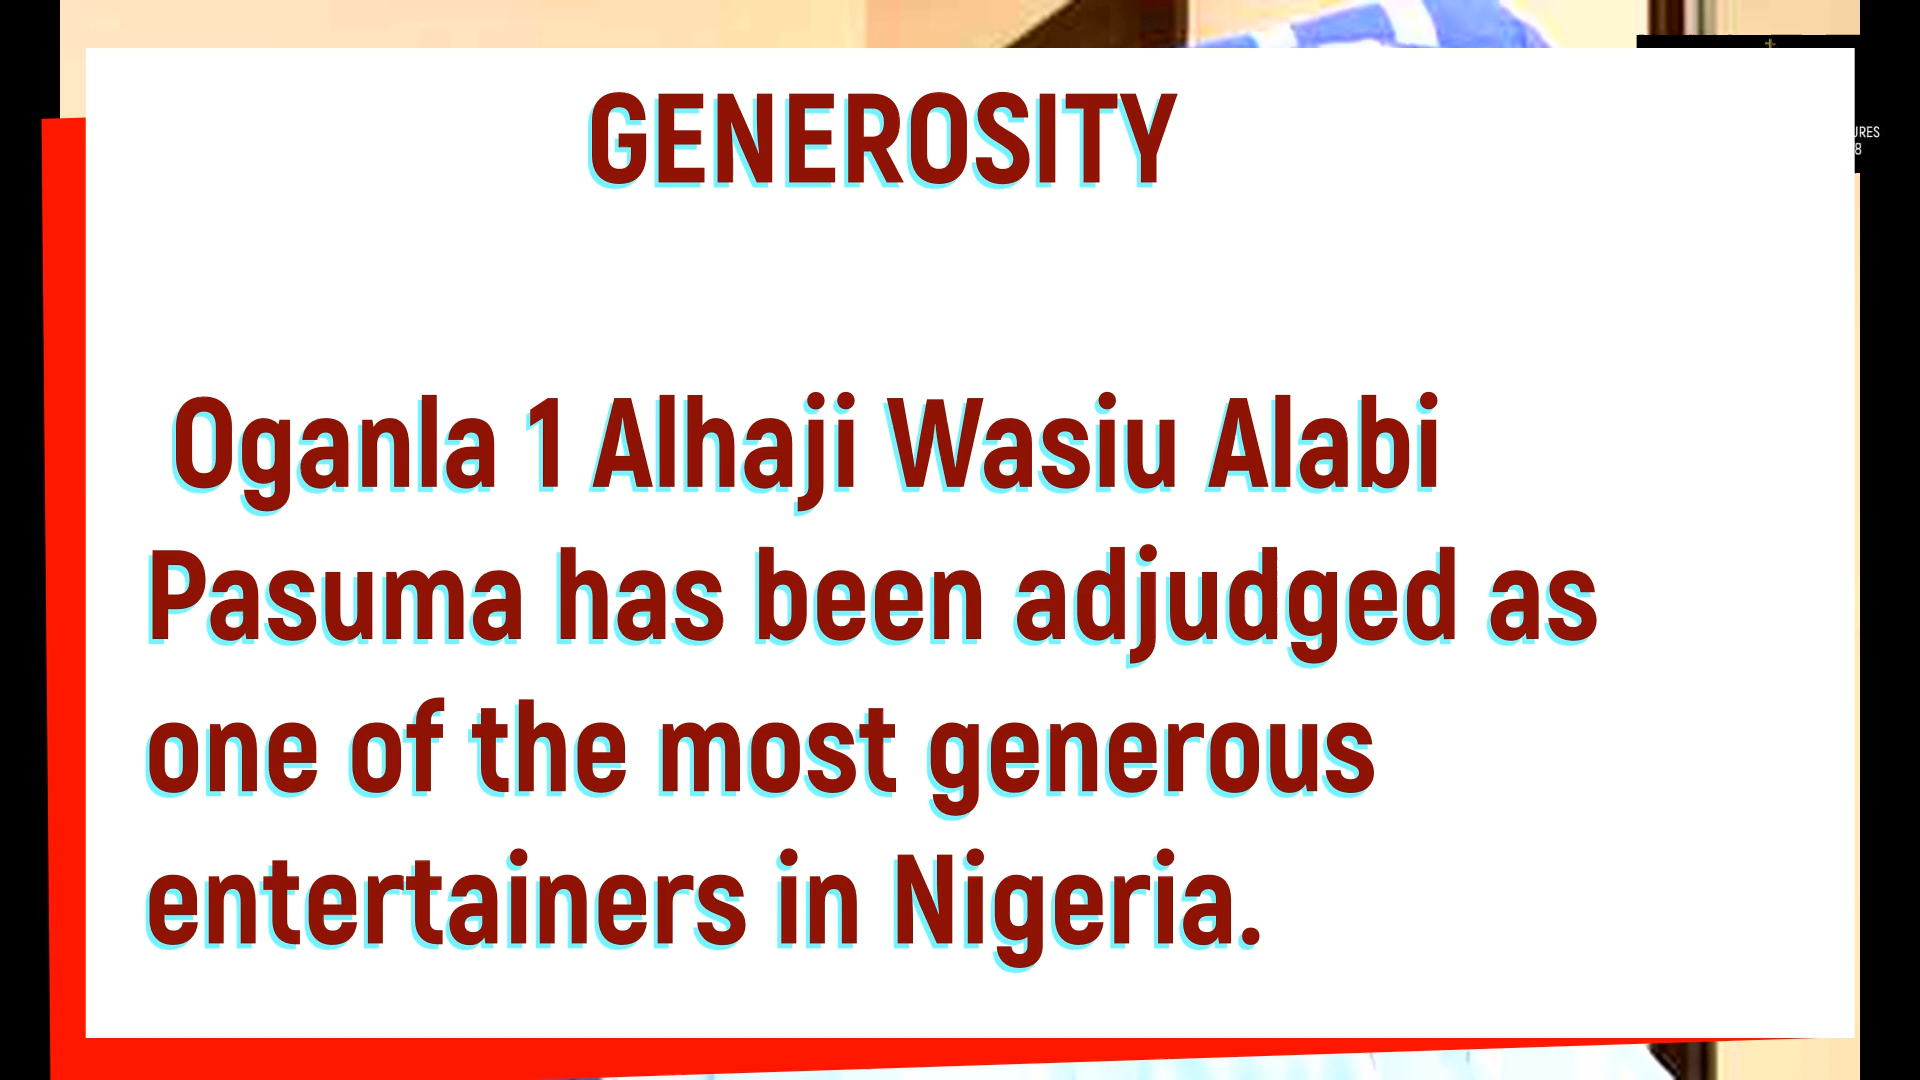 GENEROSITY
Oganla 1 Alhaji Wasiu Alabi
Pasuma has been adjudged as
one of the most generous
entertainers in Nigeria.